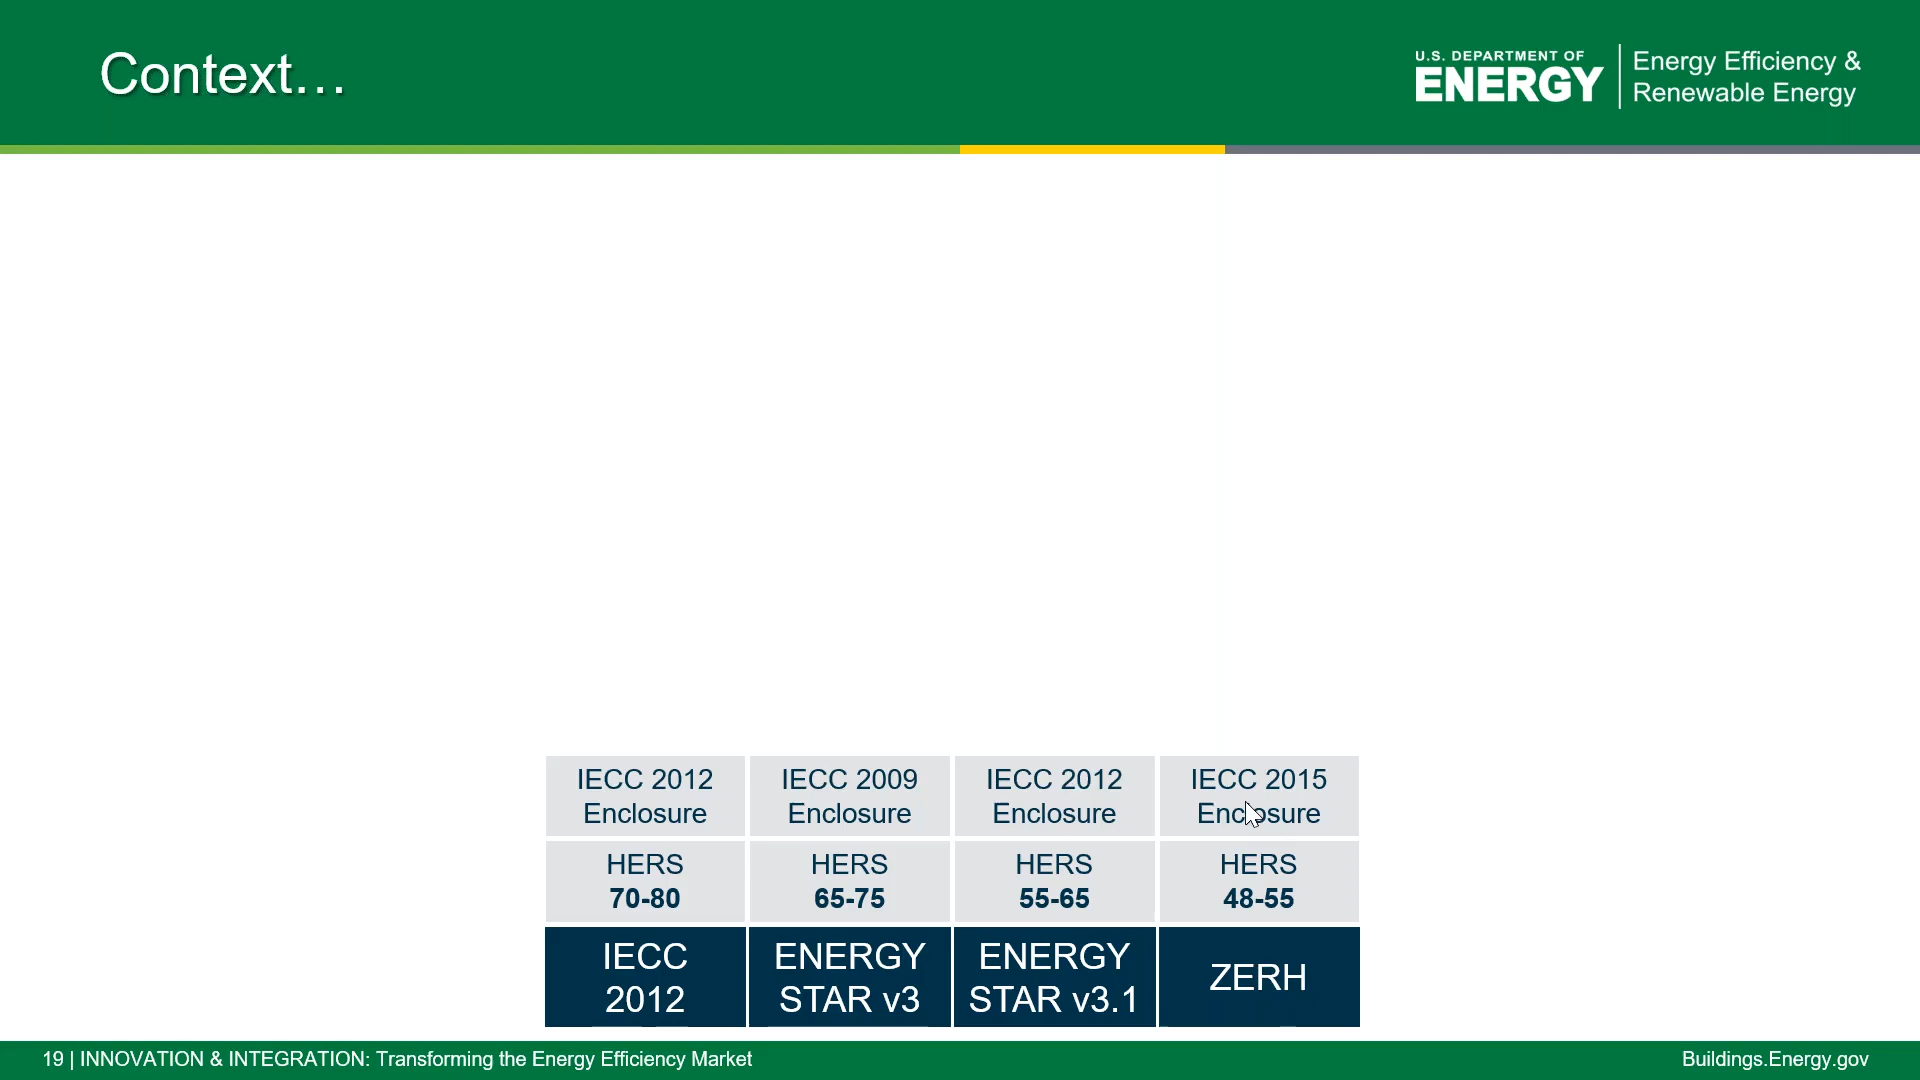 Context…
U.S. DEPARTMENT OF
ENERGY
Energy Efficiency &
Renewable Energy
IECC 2012
Enclosure
IECC 2009
Enclosure
IECC 2012
Enclosure
IECC 2015
Enclosure
HERS
70-80
HERS
65-75
HERS
55-65
HERS
48-55
IECC
2012
ENERGY
STAR v3
ENERGY
STAR v3.1
ZERH
19 | INNOVATION & INTEGRATION: Transforming the Energy Efficiency Market
Buildings.Energy.gov